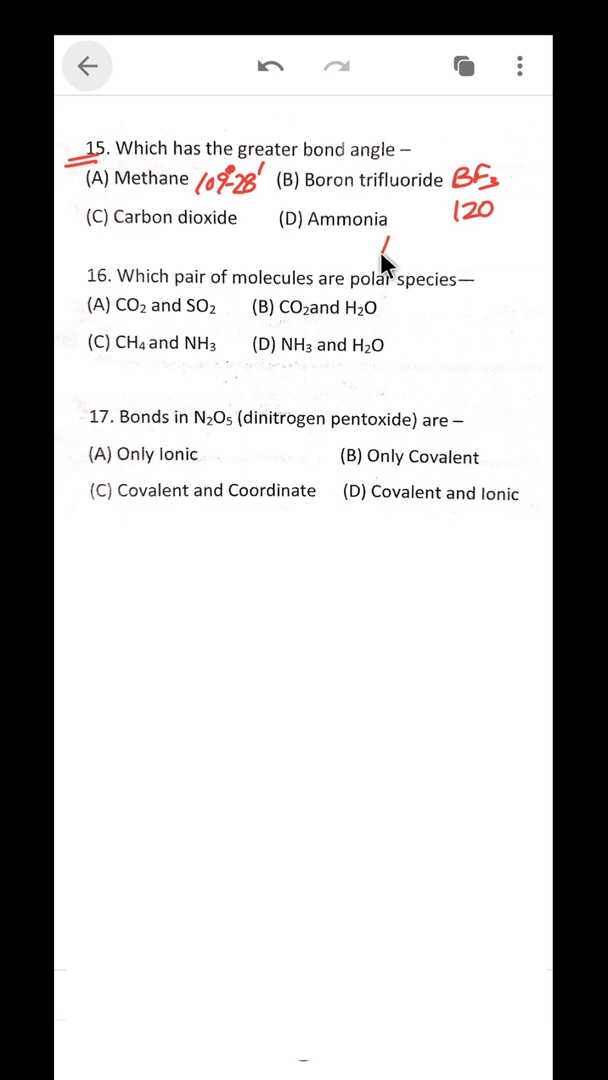 15. Which has the greater bond angle –
(A) Methane 109°-28' (B) Boron trifluoride BF₃
120
(C) Carbon dioxide (D) Ammonia
16. Which pair of molecules are polar species—
(A) CO₂ and SO₂ (B) CO₂and H₂O
(C) CH₄ and NH₃ (D) NH₃ and H₂O
17. Bonds in N₂O₅ (dinitrogen pentoxide) are –
(A) Only Ionic (B) Only Covalent
(C) Covalent and Coordinate (D) Covalent and Ionic